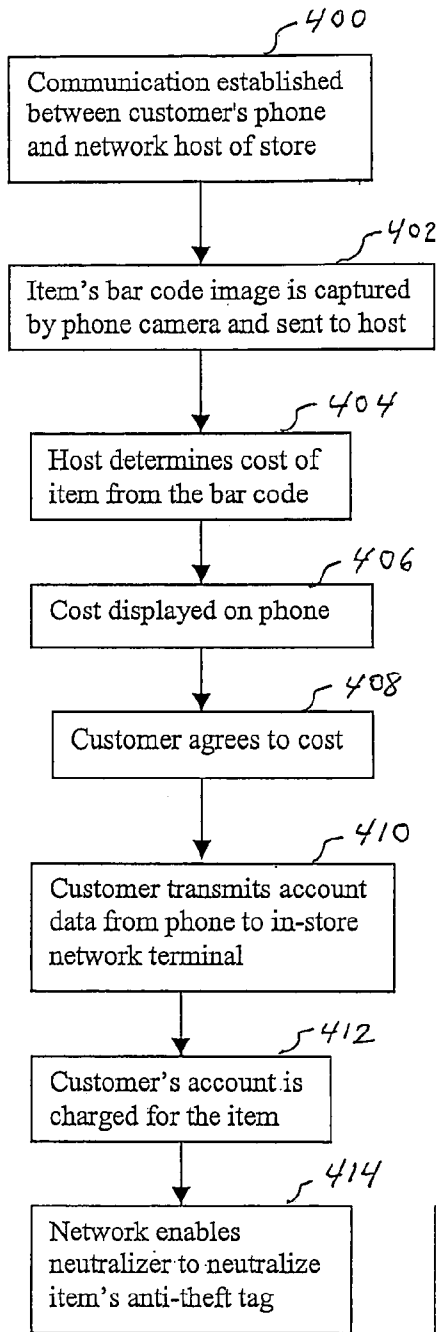 400
Communication established
between customer's phone
and network host of store
402
Item's bar code image is captured
by phone camera and sent to host
404
Host determines cost of
item from the bar code
406
Cost displayed on phone
408
Customer agrees to cost
410
Customer transmits account
data from phone to in-store
network terminal
412
Customer's account is
charged for the item
414
Network enables
neutralizer to neutralize
item's anti-theft tag